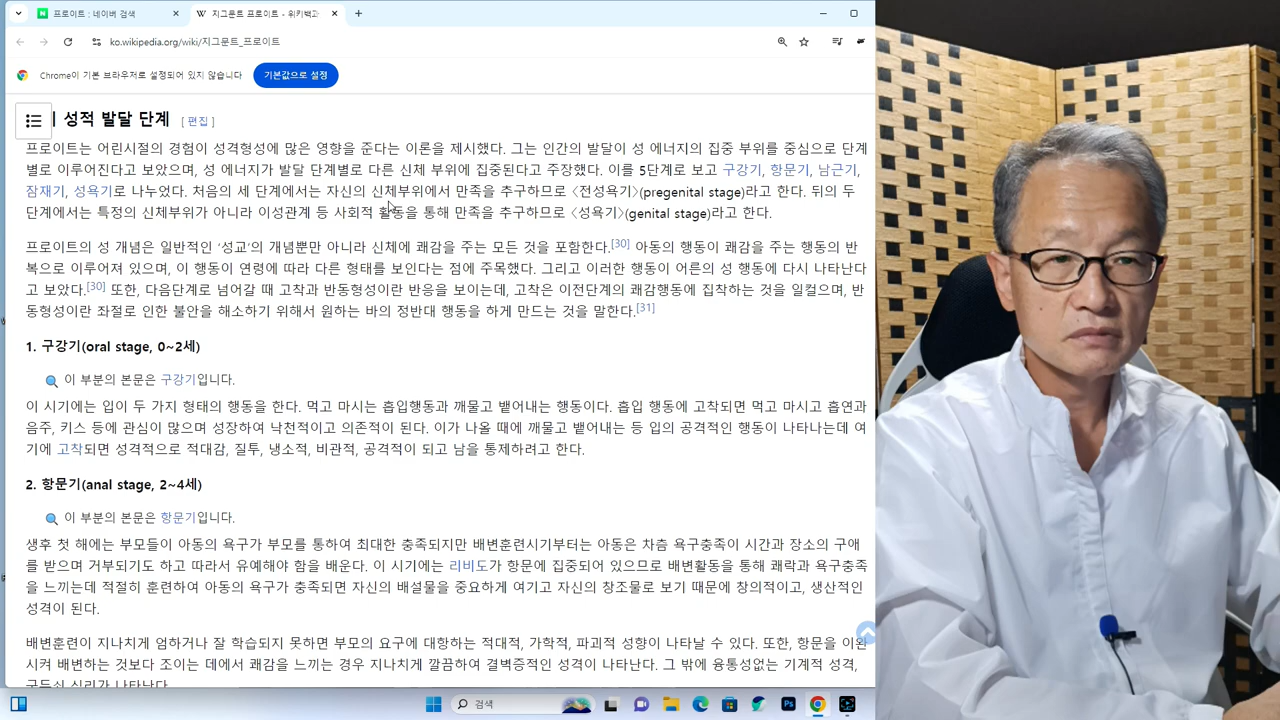 프로이트 : 네이버 검색
지그문트 프로이트 - 위키백과
ko.wikipedia.org/wiki/지그문트_프로이트
Chrome이 기본 브라우저로 설정되어 있지 않습니다
기본값으로 설정
성적 발달 단계 [ 편집 ]
프로이트는 어린시절의 경험이 성격형성에 많은 영향을 준다는 이론을 제시했다. 그는 인간의 발달이 성 에너지의 집중 부위를 중심으로 단계
별로 이루어진다고 보았으며, 성 에너지가 발달 단계별로 다른 신체 부위에 집중된다고 주장했다. 이를 5단계로 보고 구강기, 항문기, 남근기,
잠재기, 성욕기로 나누었다. 처음의 세 단계에서는 자신의 신체부위에서 만족을 추구하므로 〈전성욕기〉(pregenital stage)라고 한다. 뒤의 두
단계에서는 특정의 신체부위가 아니라 이성관계 등 사회적 활동을 통해 만족을 추구하므로 〈성욕기〉(genital stage)라고 한다.
프로이트의 성 개념은 일반적인 ‘성교’의 개념뿐만 아니라 신체에 쾌감을 주는 모든 것을 포함한다.[30] 아동의 행동이 쾌감을 주는 행동의 반
복으로 이루어져 있으며, 이 행동이 연령에 따라 다른 형태를 보인다는 점에 주목했다. 그리고 이러한 행동이 어른의 성 행동에 다시 나타난다
고 보았다.[30] 또한, 다음단계로 넘어갈 때 고착과 반동형성이란 반응을 보이는데, 고착은 이전단계의 쾌감행동에 집착하는 것을 일컬으며, 반
동형성이란 좌절로 인한 불안을 해소하기 위해서 원하는 바의 정반대 행동을 하게 만드는 것을 말한다.[31]
1. 구강기(oral stage, 0~2세)
이 부분의 본문은 구강기입니다.
이 시기에는 입이 두 가지 형태의 행동을 한다. 먹고 마시는 흡입행동과 깨물고 뱉어내는 행동이다. 흡입 행동에 고착되면 먹고 마시고 흡연과
음주, 키스 등에 관심이 많으며 성장하여 낙천적이고 의존적이 된다. 이가 나올 때에 깨물고 뱉어내는 등 입의 공격적인 행동이 나타나는데 여
기에 고착되면 성격적으로 적대감, 질투, 냉소적, 비관적, 공격적이 되고 남을 통제하려고 한다.
2. 항문기(anal stage, 2~4세)
이 부분의 본문은 항문기입니다.
생후 첫 해에는 부모들이 아동의 욕구가 부모를 통하여 최대한 충족되지만 배변훈련시기부터는 아동은 차츰 욕구충족이 시간과 장소의 구애
를 받으며 거부되기도 하고 따라서 유예해야 함을 배운다. 이 시기에는 리비도가 항문에 집중되어 있으므로 배변활동을 통해 쾌락과 욕구충족
을 느끼는데 적절히 훈련하여 아동의 욕구가 충족되면 자신의 배설물을 중요하게 여기고 자신의 창조물로 보기 때문에 창의적이고, 생산적인
성격이 된다.
배변훈련이 지나치게 엄하거나 잘 학습되지 못하면 부모의 요구에 대항하는 적대적, 가학적, 파괴적 성향이 나타날 수 있다. 또한, 항문을 이완
시켜 배변하는 것보다 조이는 데에서 쾌감을 느끼는 경우 지나치게 깔끔하여 결벽증적인 성격이 나타난다. 그 밖에 융통성없는 기계적 성격,
구두쇠 심리가 나타난다.
검색
Ps